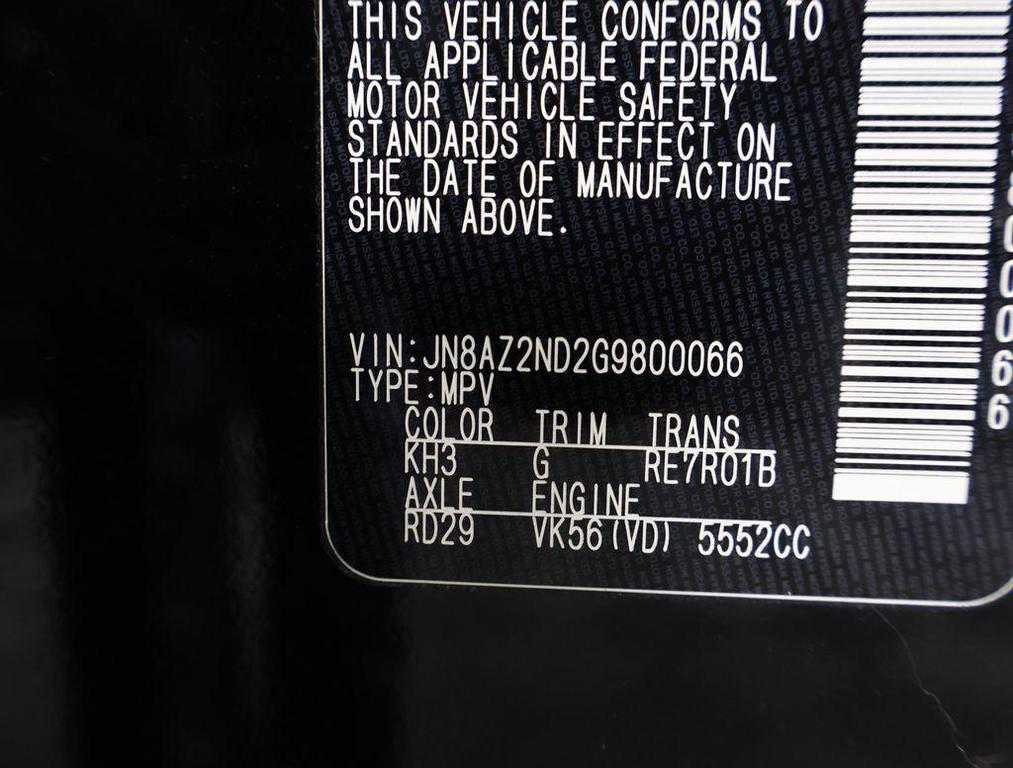 THIS VEHICLE CONFORMS TO
ALL APPLICABLE FEDERAL
MOTOR VEHICLE SAFETY
STANDARDS IN EFFECT ON
THE DATE OF MANUFACTURE
SHOWN ABOVE.
VIN:JN8AZ2ND2G9800066
TYPE:MPV
COLOR TRIM TRANS
KH3 G RE7R01B
AXLE ENGINE
RD29 VK56(VD) 5552CC